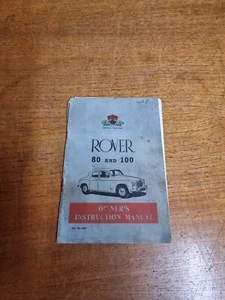 ROVER
80 AND 100
OWNER'S
INSTRUCTION MANUAL